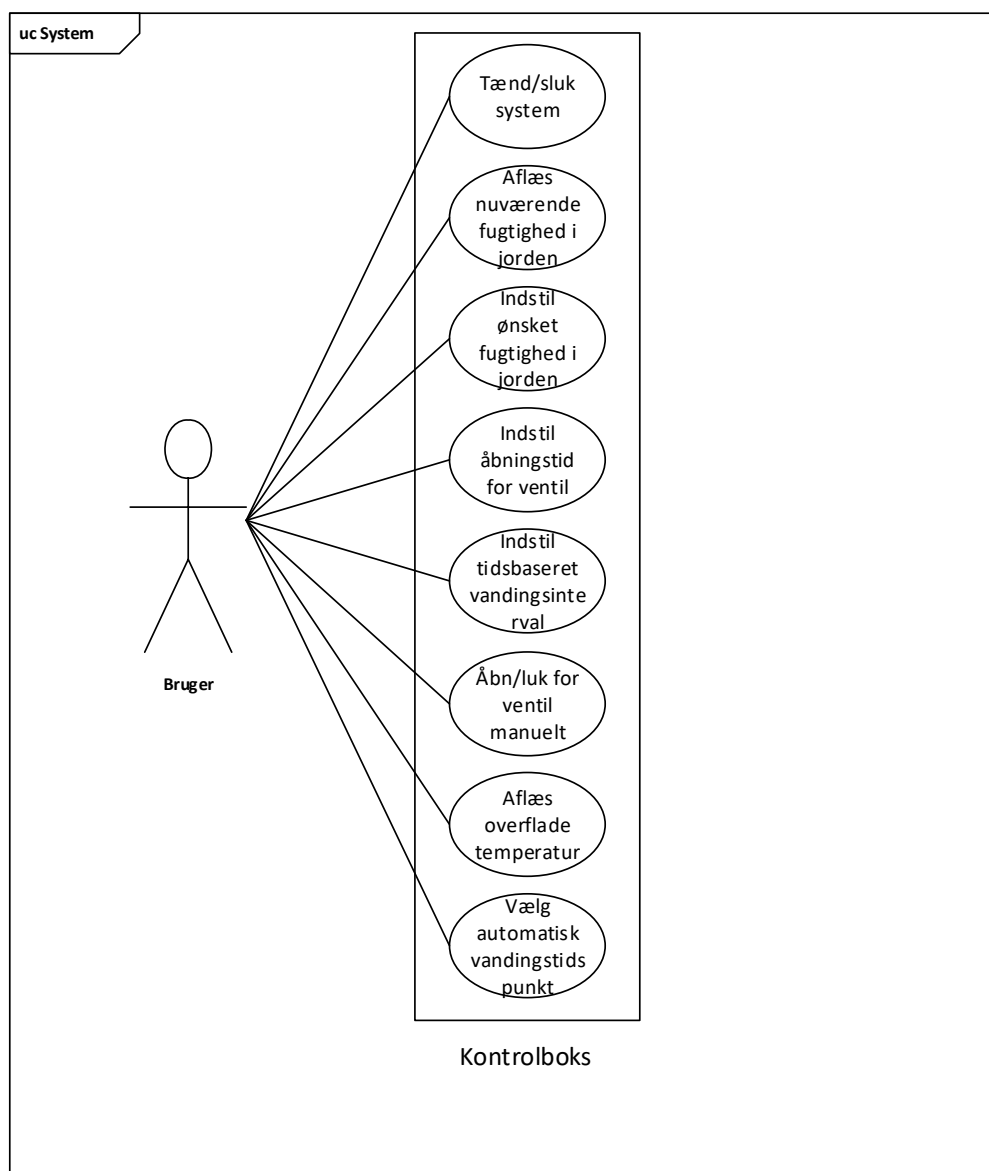 uc System
Tænd/sluk
system
Aflæs
nuværende
fugtighed i
jorden
Indstil
ønsket
fugtighed i
jorden
Indstil
åbningstid
for ventil
Indstil
tidsbaseret
vandingsinte
rval
Åbn/luk for
ventil
manuelt
Aflæs
overflade
temperatur
Vælg
automatisk
vandingstids
punkt
Bruger
Kontrolboks